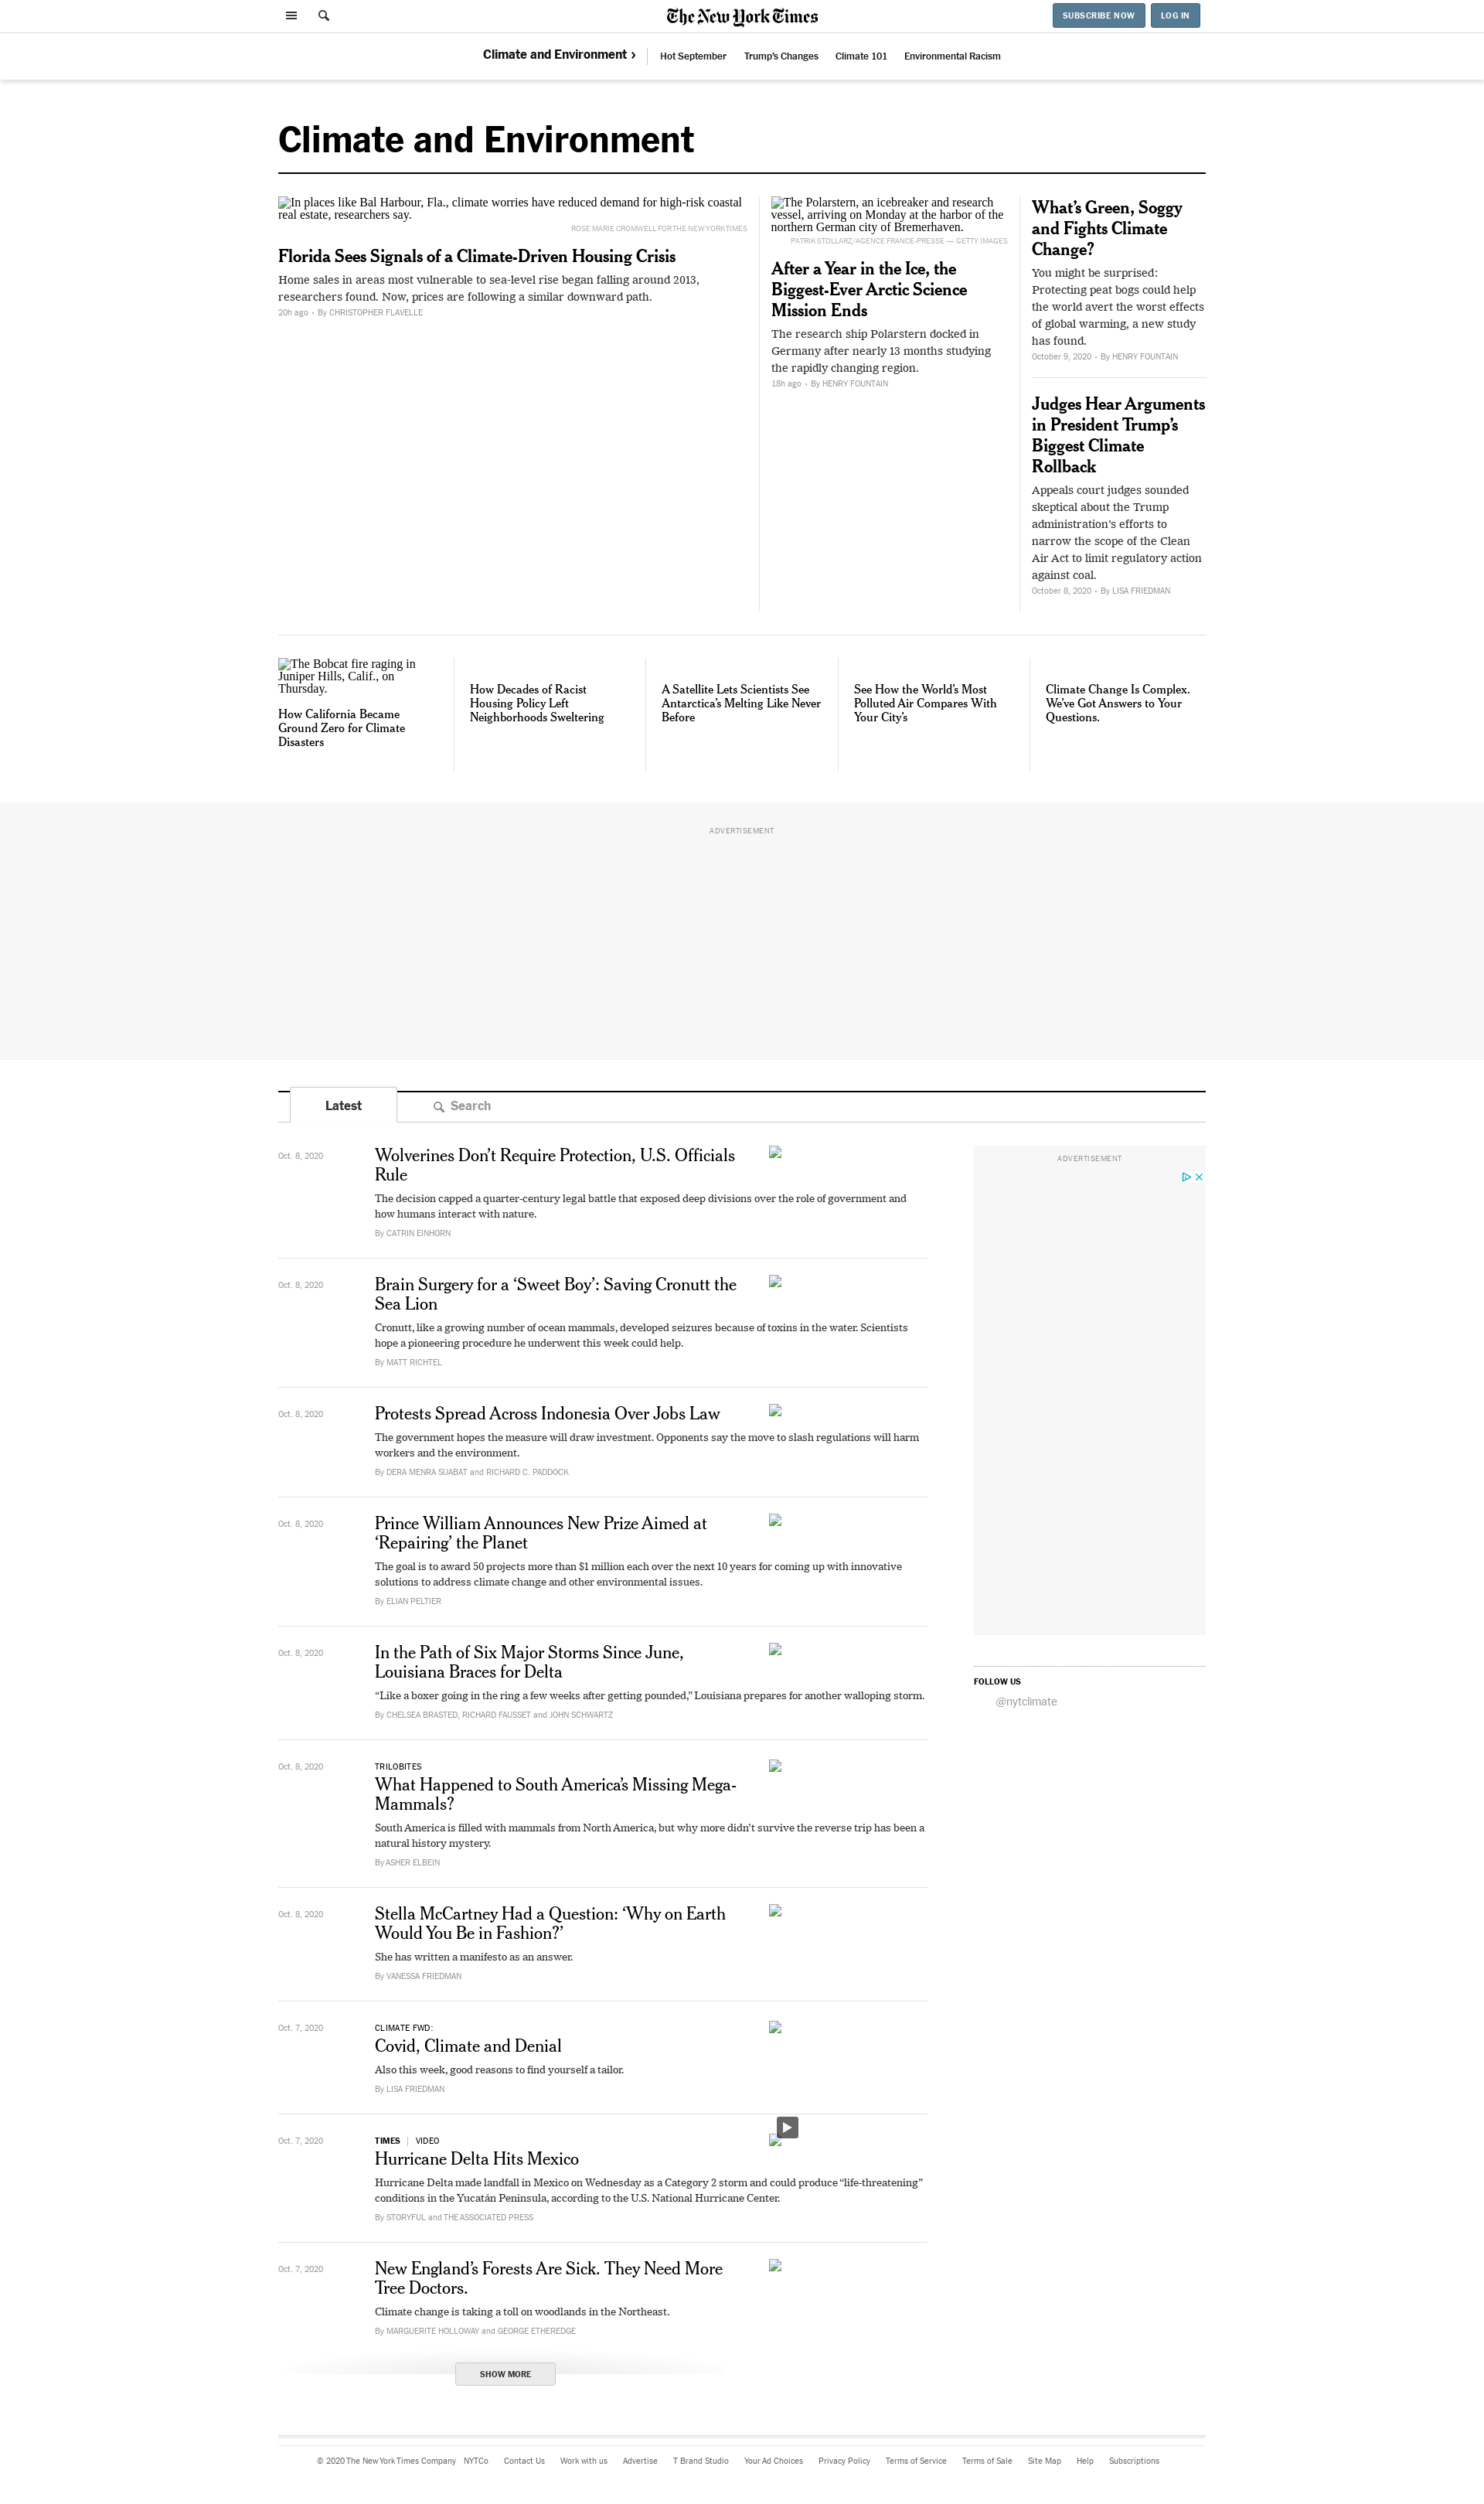 The New York Times
SUBSCRIBE NOW
LOG IN
Climate and Environment ›
Hot September
Trump's Changes
Climate 101
Environmental Racism
Climate and Environment
In places like Bal Harbour, Fla., climate worries have reduced demand for high-risk coastal
real estate, researchers say.
ROSE MARIE CROMWELL FOR THE NEW YORK TIMES
Florida Sees Signals of a Climate-Driven Housing Crisis
Home sales in areas most vulnerable to sea-level rise began falling around 2013,
researchers found. Now, prices are following a similar downward path.
20h ago • By CHRISTOPHER FLAVELLE
The Polarstern, an icebreaker and research
vessel, arriving on Monday at the harbor of the
northern German city of Bremerhaven.
PATRIK STOLLARZ/AGENCE FRANCE-PRESSE — GETTY IMAGES
After a Year in the Ice, the
Biggest-Ever Arctic Science
Mission Ends
The research ship Polarstern docked in
Germany after nearly 13 months studying
the rapidly changing region.
18h ago • By HENRY FOUNTAIN
What's Green, Soggy
and Fights Climate
Change?
You might be surprised:
Protecting peat bogs could help
the world avert the worst effects
of global warming, a new study
has found.
October 9, 2020 • By HENRY FOUNTAIN
Judges Hear Arguments
in President Trump's
Biggest Climate
Rollback
Appeals court judges sounded
skeptical about the Trump
administration's efforts to
narrow the scope of the Clean
Air Act to limit regulatory action
against coal.
October 8, 2020 • By LISA FRIEDMAN
The Bobcat fire raging in
Juniper Hills, Calif., on
Thursday.
How California Became
Ground Zero for Climate
Disasters
How Decades of Racist
Housing Policy Left
Neighborhoods Sweltering
A Satellite Lets Scientists See
Antarctica's Melting Like Never
Before
See How the World's Most
Polluted Air Compares With
Your City's
Climate Change Is Complex.
We've Got Answers to Your
Questions.
ADVERTISEMENT
Latest
Search
Oct. 8, 2020
Wolverines Don't Require Protection, U.S. Officials
Rule
The decision capped a quarter-century legal battle that exposed deep divisions over the role of government and
how humans interact with nature.
By CATRIN EINHORN
Oct. 8, 2020
Brain Surgery for a 'Sweet Boy': Saving Cronutt the
Sea Lion
Cronutt, like a growing number of ocean mammals, developed seizures because of toxins in the water. Scientists
hope a pioneering procedure he underwent this week could help.
By MATT RICHTEL
Oct. 8, 2020
Protests Spread Across Indonesia Over Jobs Law
The government hopes the measure will draw investment. Opponents say the move to slash regulations will harm
workers and the environment.
By DERA MENRA SIJABAT and RICHARD C. PADDOCK
Oct. 8, 2020
Prince William Announces New Prize Aimed at
'Repairing' the Planet
The goal is to award 50 projects more than $1 million each over the next 10 years for coming up with innovative
solutions to address climate change and other environmental issues.
By ELIAN PELTIER
Oct. 8, 2020
In the Path of Six Major Storms Since June,
Louisiana Braces for Delta
“Like a boxer going in the ring a few weeks after getting pounded,” Louisiana prepares for another walloping storm.
By CHELSEA BRASTED, RICHARD FAUSSET and JOHN SCHWARTZ
Oct. 8, 2020
TRILOBITES
What Happened to South America's Missing Mega-
Mammals?
South America is filled with mammals from North America, but why more didn't survive the reverse trip has been a
natural history mystery.
By ASHER ELBEIN
Oct. 8, 2020
Stella McCartney Had a Question: 'Why on Earth
Would You Be in Fashion?'
She has written a manifesto as an answer.
By VANESSA FRIEDMAN
Oct. 7, 2020
CLIMATE FWD:
Covid, Climate and Denial
Also this week, good reasons to find yourself a tailor.
By LISA FRIEDMAN
Oct. 7, 2020
TIMES | VIDEO
Hurricane Delta Hits Mexico
Hurricane Delta made landfall in Mexico on Wednesday as a Category 2 storm and could produce “life-threatening”
conditions in the Yucatán Peninsula, according to the U.S. National Hurricane Center.
By STORYFUL and THE ASSOCIATED PRESS
Oct. 7, 2020
New England's Forests Are Sick. They Need More
Tree Doctors.
Climate change is taking a toll on woodlands in the Northeast.
By MARGUERITE HOLLOWAY and GEORGE ETHEREDGE
SHOW MORE
ADVERTISEMENT
FOLLOW US
@nytclimate
© 2020 The New York Times Company
NYTCo
Contact Us
Work with us
Advertise
T Brand Studio
Your Ad Choices
Privacy Policy
Terms of Service
Terms of Sale
Site Map
Help
Subscriptions